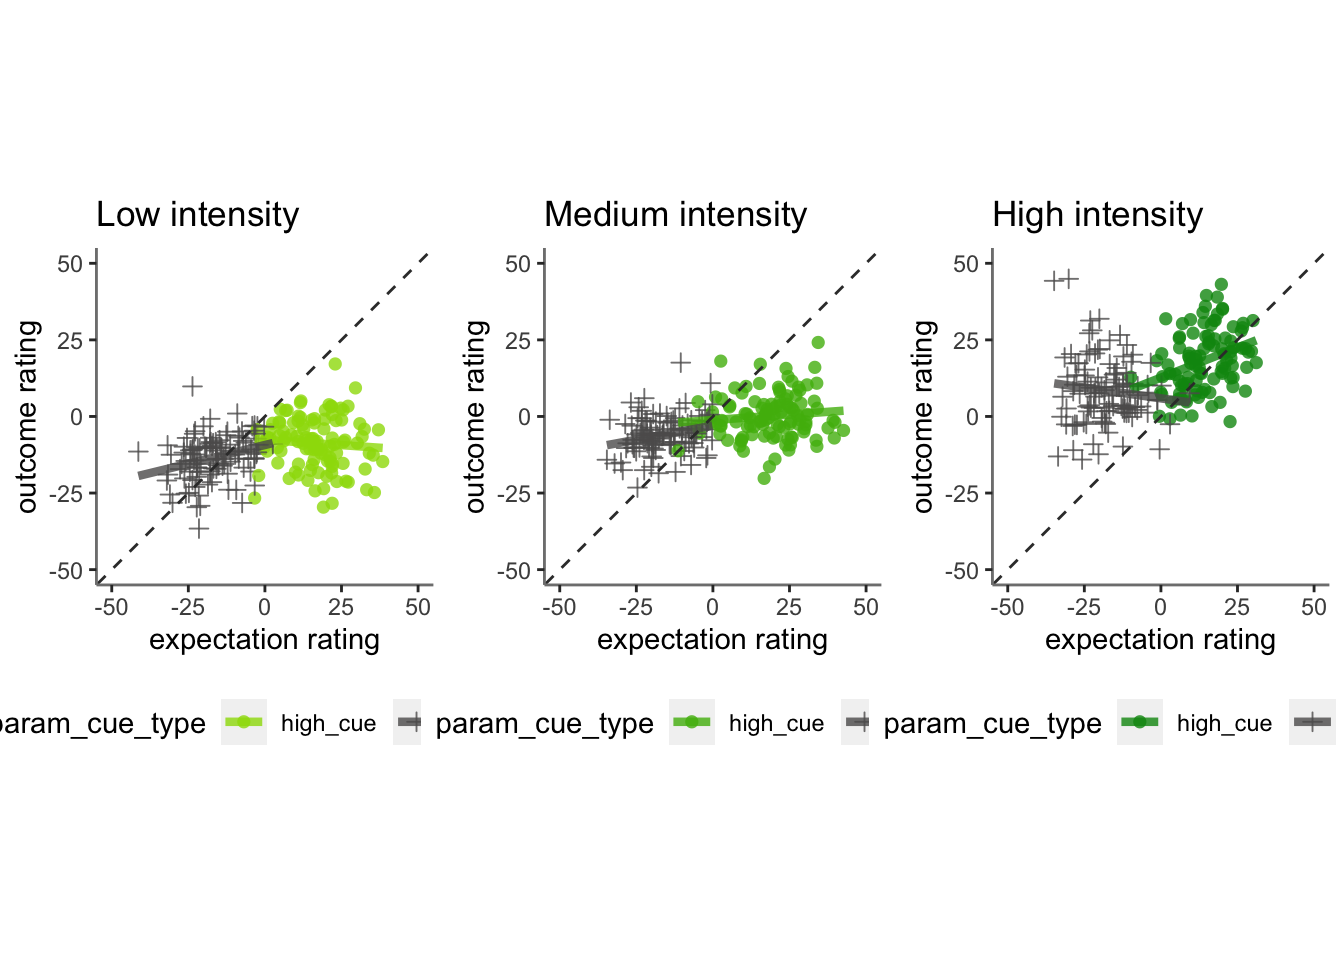 Low intensity
50
25
0
-25
-50
outcome rating
-50 -25 0 25 50
expectation rating
Medium intensity
50
25
0
-25
-50
outcome rating
-50 -25 0 25 50
expectation rating
High intensity
50
25
0
-25
-50
outcome rating
-50 -25 0 25 50
expectation rating
param_cue_type high_cue
param_cue_type high_cue
param_cue_type high_cue